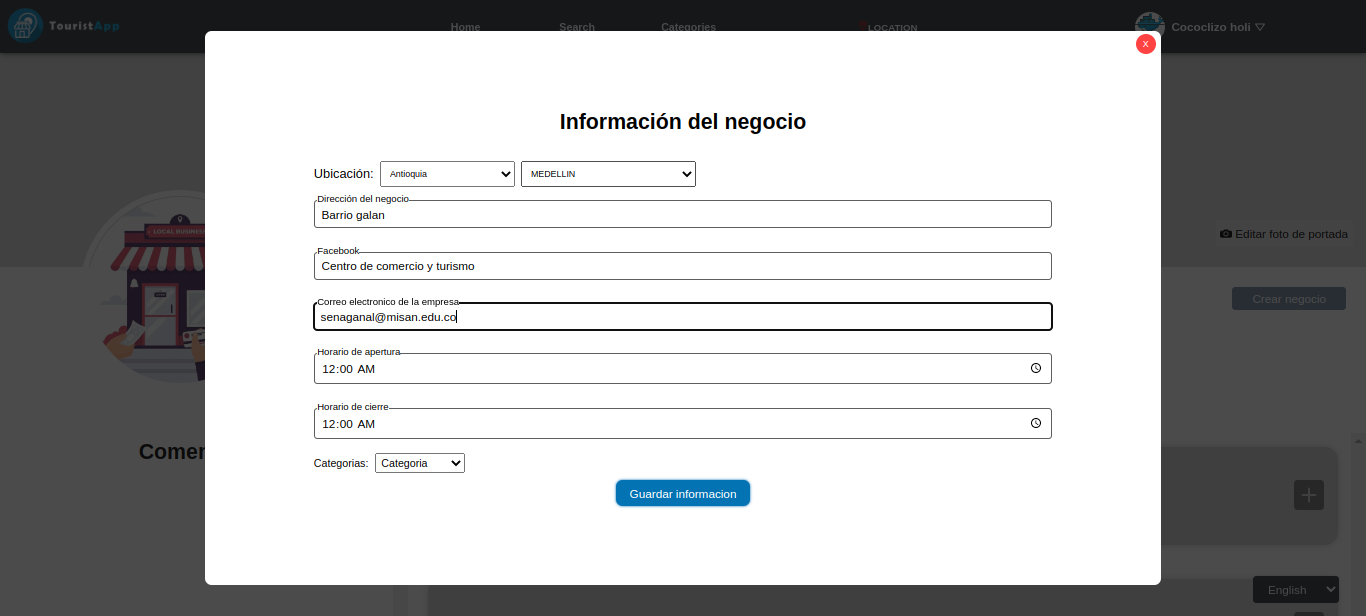 TouristApp
Home
Search
Categories
LOCATION
Cococlizo holi
X
Información del negocio
Ubicación: Antioquia MEDELLIN
Dirección del negocio
Barrio galan
LOCAL BUSINESS
Editar foto de portada
Facebook
Centro de comercio y turismo
Crear negocio
Correo electronico de la empresa
senaganal@misan.edu.co
Horario de apertura
12:00 AM
Horario de cierre
12:00 AM
Comer
Categorias: Categoria
Guardar informacion
English